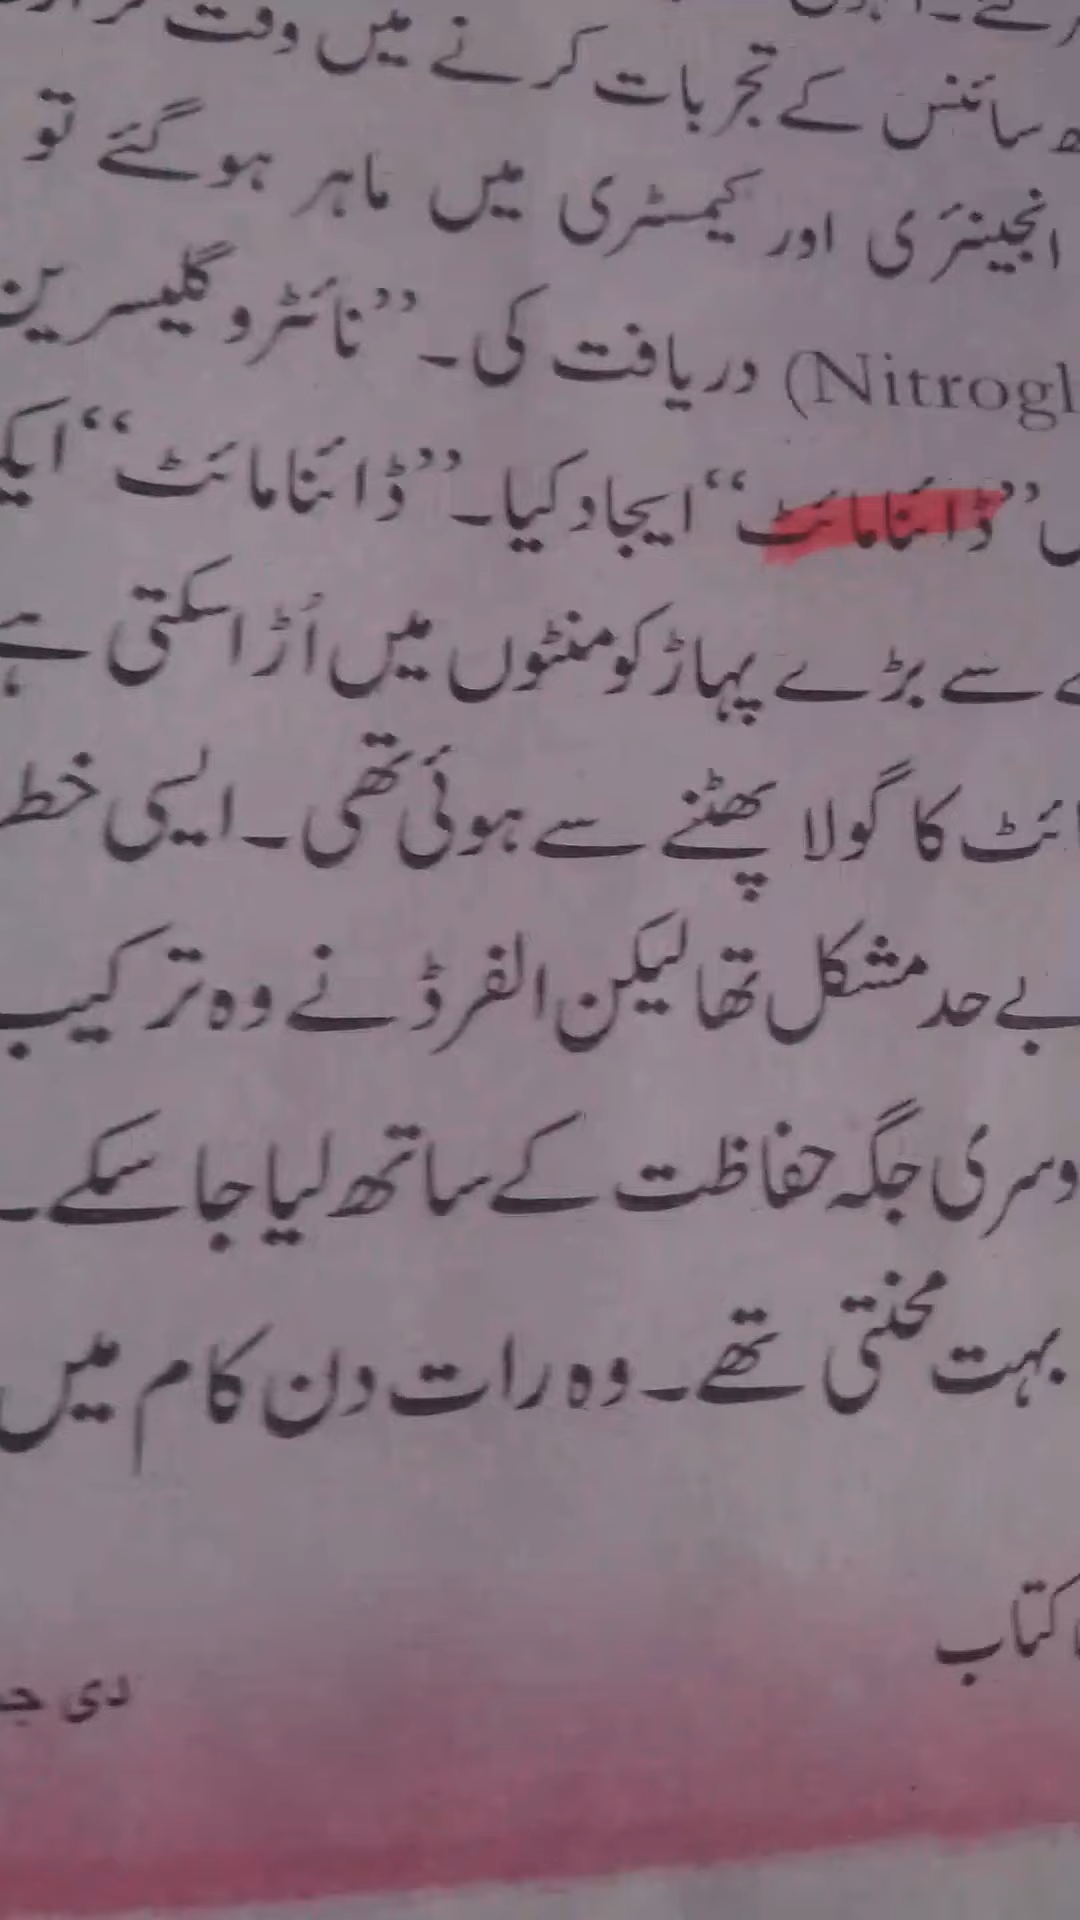 کرنے میں وقت
سائنس کے تجربات
انجینئری اور کیمسٹری میں ماہر ہوگئے تو
(Nitrogl دریافت کی۔ ”نائٹروگلیسرین
”ڈائنامائٹ“ ایجاد کیا۔ ”ڈائنامائٹ“
سے بڑے پہاڑ کو منٹوں میں اُڑا سکتی ہے
ائٹ کا گولا پھٹنے سے ہوئی تھی۔ ایسی خط
بے حد مشکل تھا لیکن الفرڈ نے وہ ترکیب
وسری جگہ حفاظت کے ساتھ لیا جا سکے۔
بہت محنتی تھے۔ وہ رات دن کام میں
کتاب
دی جد